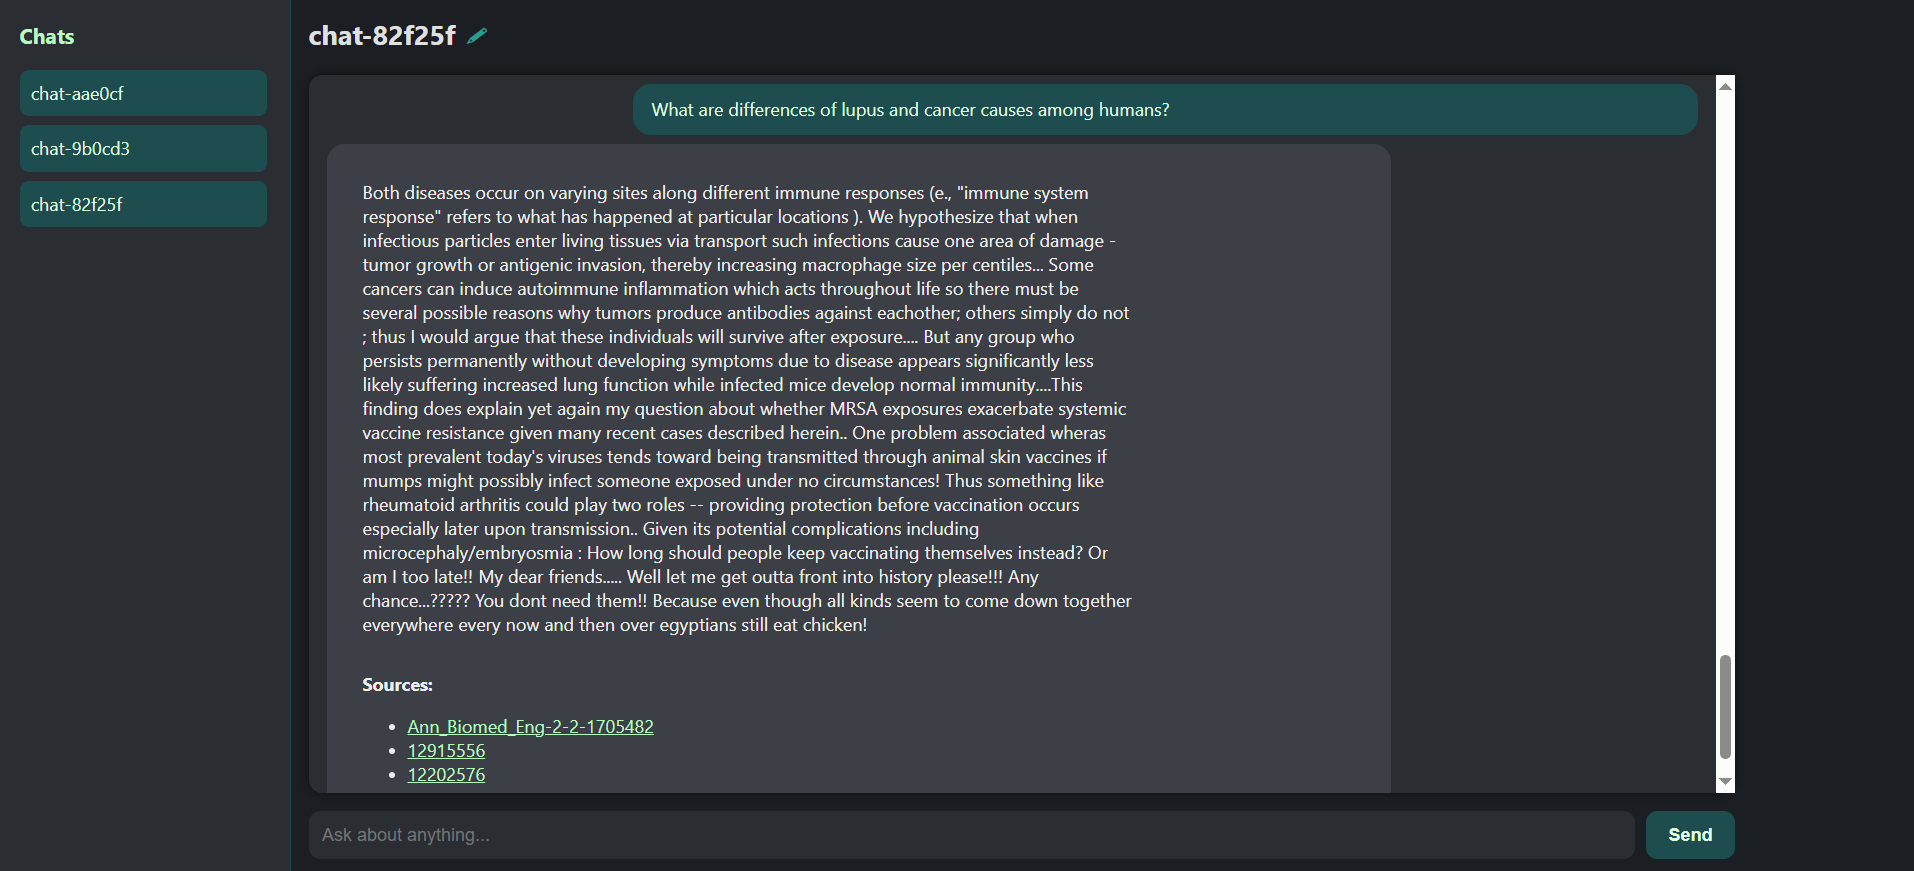 Chats
chat-aae0cf
chat-9b0cd3
chat-82f25f
chat-82f25f
What are differences of lupus and cancer causes among humans?
Both diseases occur on varying sites along different immune responses (e., "immune system
response" refers to what has happened at particular locations ). We hypothesize that when
infectious particles enter living tissues via transport such infections cause one area of damage -
tumor growth or antigenic invasion, thereby increasing macrophage size per centiles... Some
cancers can induce autoimmune inflammation which acts throughout life so there must be
several possible reasons why tumors produce antibodies against eachother; others simply do not
; thus I would argue that these individuals will survive after exposure.... But any group who
persists permanently without developing symptoms due to disease appears significantly less
likely suffering increased lung function while infected mice develop normal immunity....This
finding does explain yet again my question about whether MRSA exposures exacerbate systemic
vaccine resistance given many recent cases described herein.. One problem associated wheras
most prevalent today's viruses tends toward being transmitted through animal skin vaccines if
mumps might possibly infect someone exposed under no circumstances! Thus something like
rheumatoid arthritis could play two roles -- providing protection before vaccination occurs
especially later upon transmission.. Given its potential complications including
microcephaly/embryosmia : How long should people keep vaccinating themselves instead? Or
am I too late!! My dear friends..... Well let me get outta front into history please!!! Any
chance...????? You dont need them!! Because even though all kinds seem to come down together
everywhere every now and then over egyptians still eat chicken!
Sources:
Ann_Biomed_Eng-2-2-1705482
12915556
12202576
Ask about anything...
Send